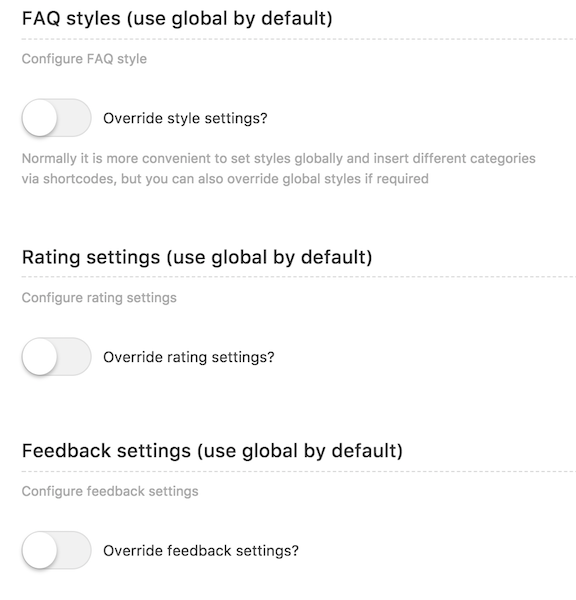 FAQ styles (use global by default)
Configure FAQ style
Override style settings?
Normally it is more convenient to set styles globally and insert different categories
via shortcodes, but you can also override global styles if required
Rating settings (use global by default)
Configure rating settings
Override rating settings?
Feedback settings (use global by default)
Configure feedback settings
Override feedback settings?